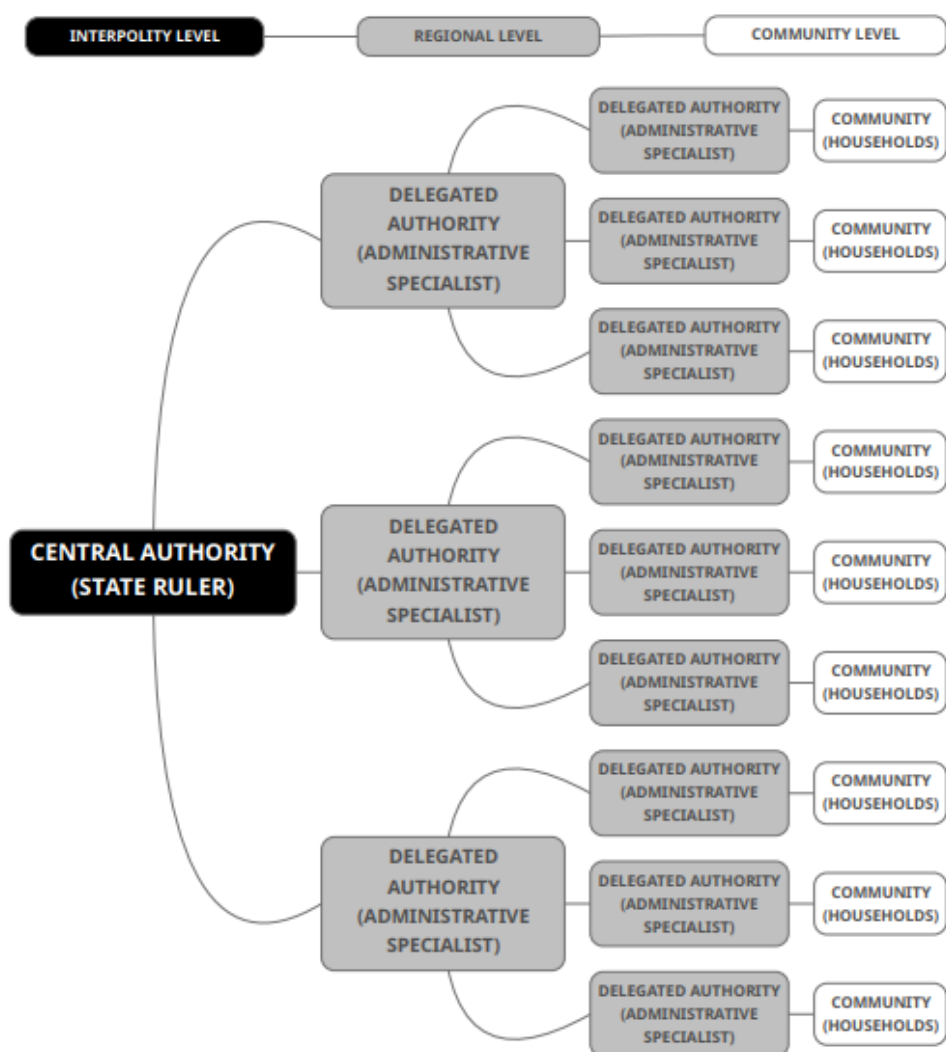 INTERPOLITY LEVEL
REGIONAL LEVEL
COMMUNITY LEVEL
DELEGATED AUTHORITY
(ADMINISTRATIVE
SPECIALIST)
COMMUNITY
(HOUSEHOLDS)
DELEGATED
AUTHORITY
(ADMINISTRATIVE
SPECIALIST)
DELEGATED AUTHORITY
(ADMINISTRATIVE
SPECIALIST)
COMMUNITY
(HOUSEHOLDS)
DELEGATED AUTHORITY
(ADMINISTRATIVE
SPECIALIST)
COMMUNITY
(HOUSEHOLDS)
DELEGATED AUTHORITY
(ADMINISTRATIVE
SPECIALIST)
COMMUNITY
(HOUSEHOLDS)
CENTRAL AUTHORITY
(STATE RULER)
DELEGATED
AUTHORITY
(ADMINISTRATIVE
SPECIALIST)
DELEGATED AUTHORITY
(ADMINISTRATIVE
SPECIALIST)
COMMUNITY
(HOUSEHOLDS)
DELEGATED AUTHORITY
(ADMINISTRATIVE
SPECIALIST)
COMMUNITY
(HOUSEHOLDS)
DELEGATED AUTHORITY
(ADMINISTRATIVE
SPECIALIST)
COMMUNITY
(HOUSEHOLDS)
DELEGATED
AUTHORITY
(ADMINISTRATIVE
SPECIALIST)
DELEGATED AUTHORITY
(ADMINISTRATIVE
SPECIALIST)
COMMUNITY
(HOUSEHOLDS)
DELEGATED AUTHORITY
(ADMINISTRATIVE
SPECIALIST)
COMMUNITY
(HOUSEHOLDS)